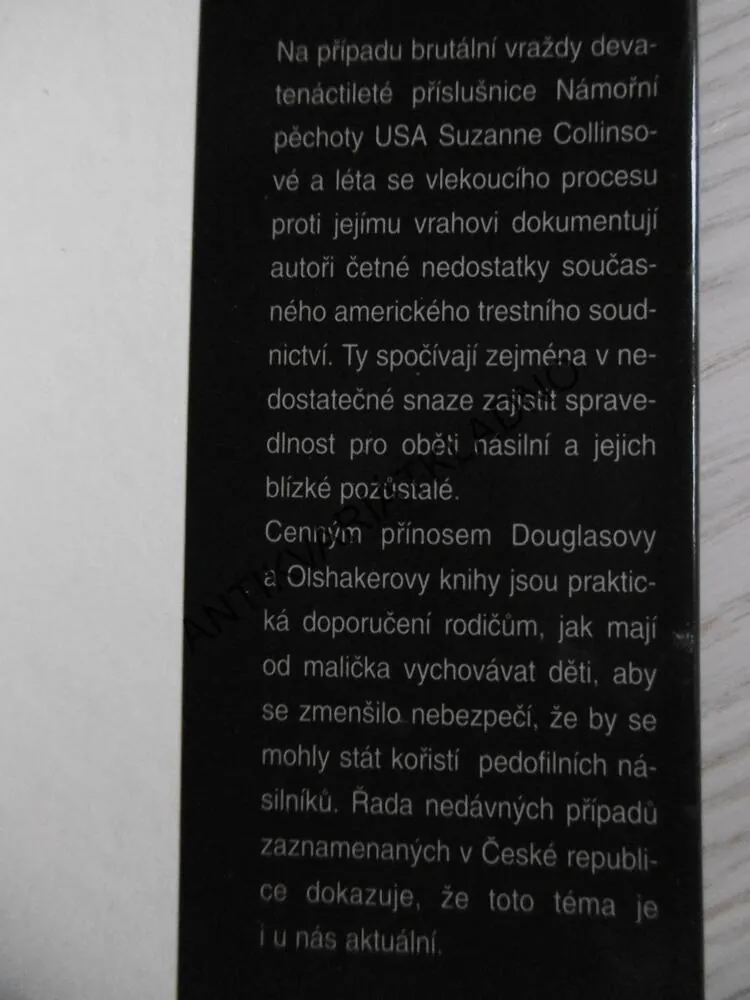 Na případu brutální vraždy deva-
tenáctileté příslušnice Námořní
pěchoty USA Suzanne Collinso-
vé a léta se vlekoucího procesu
proti jejímu vrahovi dokumentují
autoři četné nedostatky součas-
ného amerického trestního soud-
nictví. Ty spočívají zejména v ne-
dostatečné snaze zajistit sprave-
dlnost pro oběti násilní a jejich
blízké pozůstalé.
Cenným přínosem Douglasovy
a Olshakerovy knihy jsou praktic-
ká doporučení rodičům, jak mají
od malička vychovávat děti, aby
se zmenšilo nebezpečí, že by se
mohly stát kořistí pedofilních ná-
silníků. Řada nedávných případů
zaznamenaných v České republi-
ce dokazuje, že toto téma je
i u nás aktuální.
ANTIKVARIÁT KLADNO